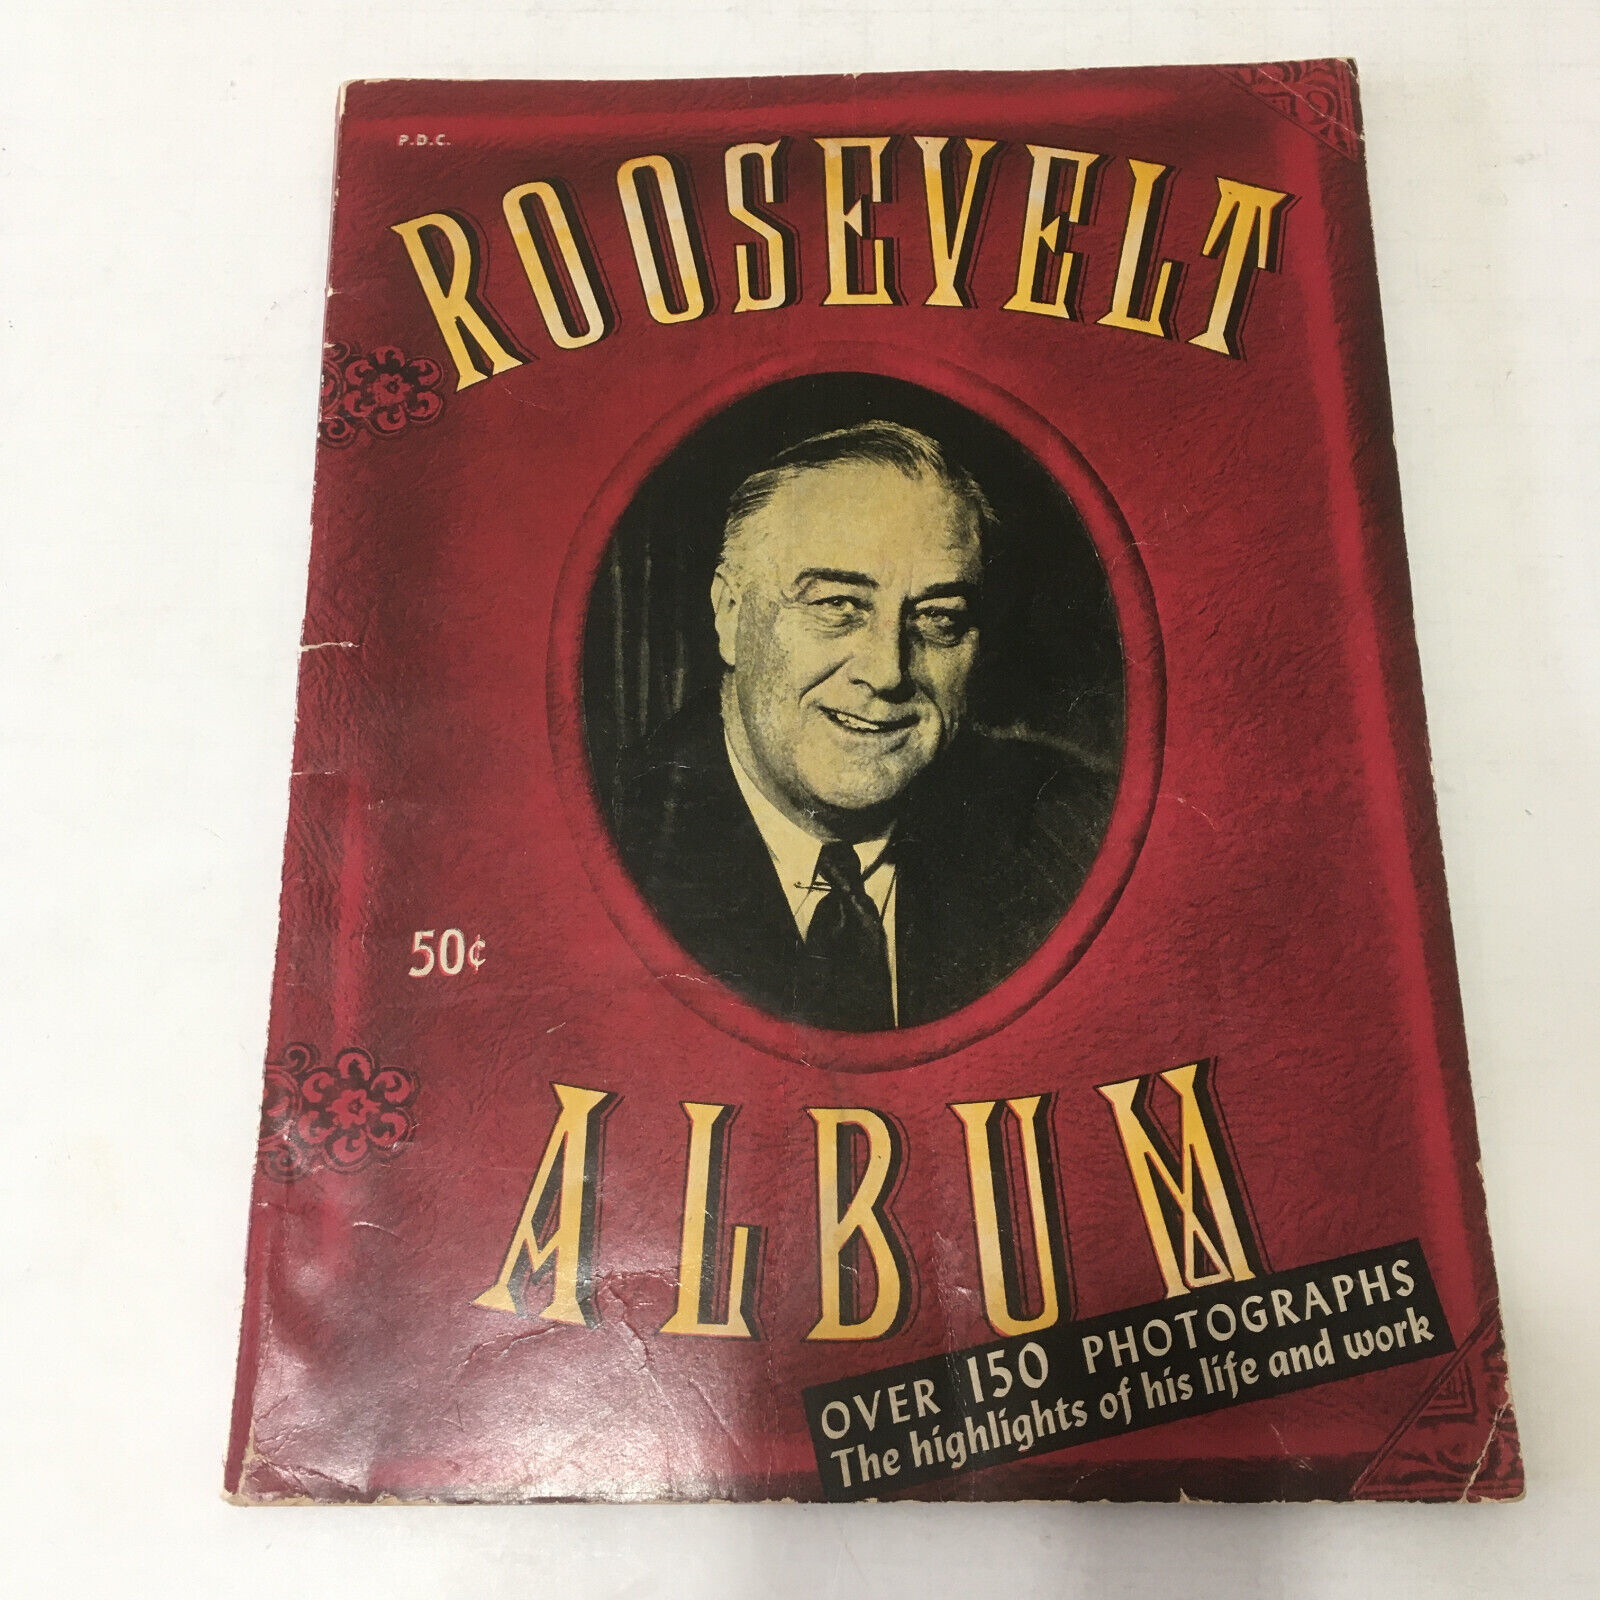 P.D.C.
ROOSEVELT
50¢
ALBUM
OVER 150 PHOTOGRAPHS
The highlights of his life and work